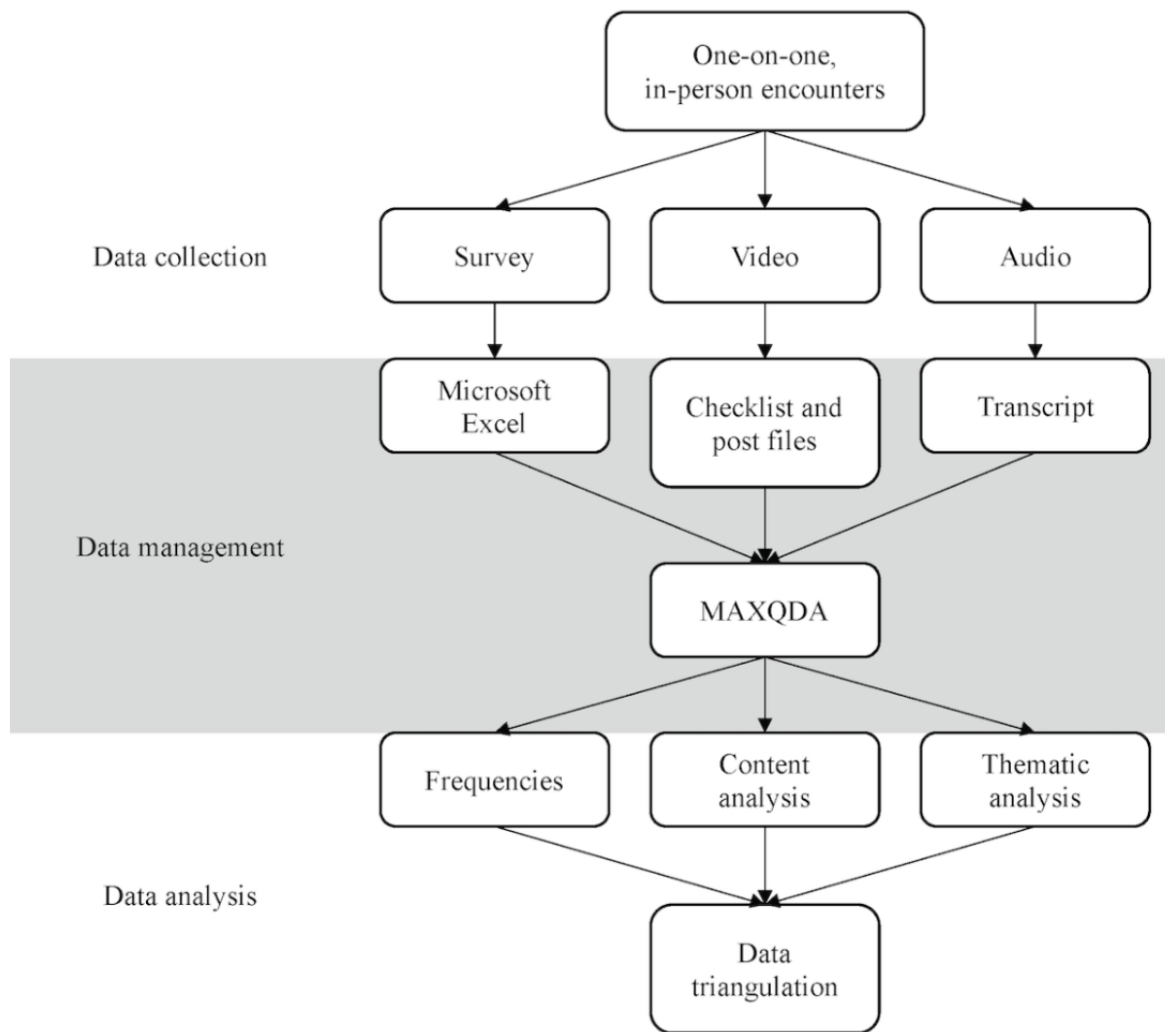 One-on-one,
in-person encounters
Data collection
Survey
Video
Audio
Microsoft
Excel
Checklist and
post files
Transcript
Data management
MAXQDA
Frequencies
Content
analysis
Thematic
analysis
Data analysis
Data
triangulation